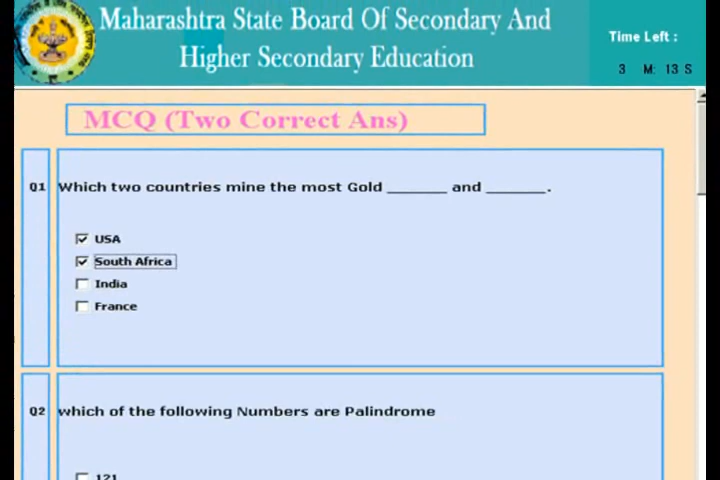 Maharashtra State Board Of Secondary And
Higher Secondary Education
Time Left :
3 M: 13 S
MCQ (Two Correct Ans)
Q1 Which two countries mine the most Gold _______ and _______.
USA
South Africa
India
France
Q2 which of the following Numbers are Palindrome
121